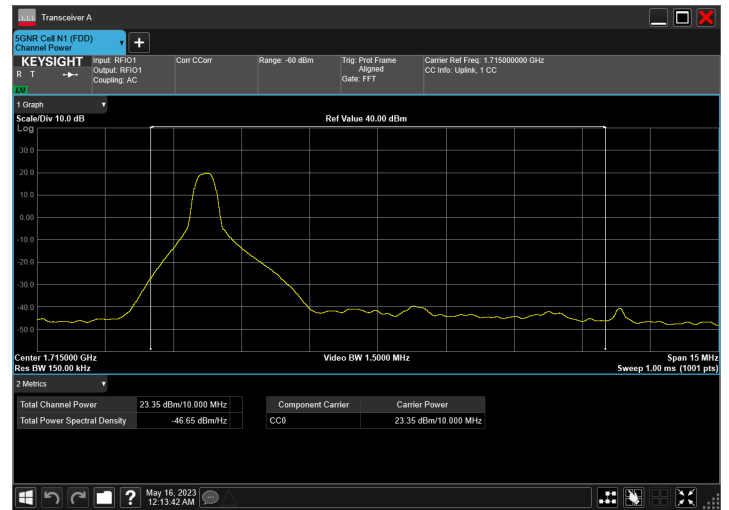 Transceiver A
5GNR Cell N1 (FDD)
Channel Power
KEYSIGHT
R T
LXI
Input: RFIO1
Output: RFIO1
Coupling: AC
Corr CCorr
Range: -60 dBm
Trig: Prot Frame
Aligned
Gate: FFT
Carrier Ref Freq: 1.715000000 GHz
CC Info: Uplink, 1 CC
1 Graph
Scale/Div 10.0 dB
Ref Value 40.00 dBm
Log
30.0
20.0
10.0
0.00
-10.0
-20.0
-30.0
-40.0
-50.0
Center 1.715000 GHz
Video BW 1.5000 MHz
Span 15 MHz
Res BW 150.00 kHz
Sweep 1.00 ms (1001 pts)
2 Metrics
Total Channel Power 23.35 dBm/10.000 MHz
Total Power Spectral Density -46.65 dBm/Hz
Component Carrier Carrier Power
CC0 23.35 dBm/10.000 MHz
?
May 16, 2023
12:13:42 AM